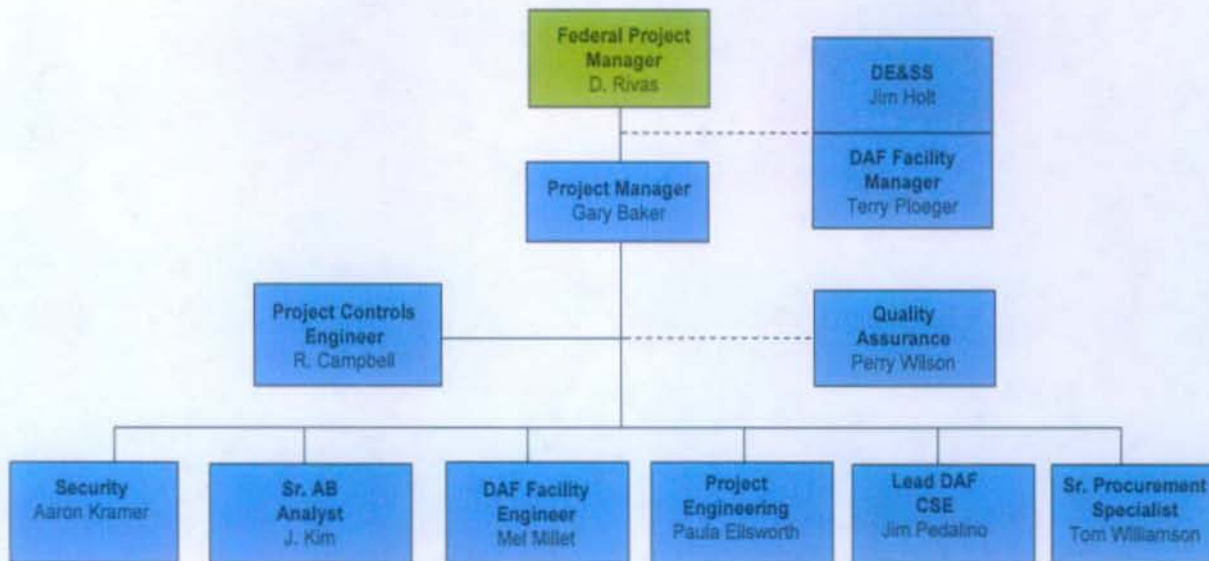 Federal Project
Manager
D. Rivas
DE&SS
Jim Holt
DAF Facility
Manager
Terry Ploeger
Project Manager
Gary Baker
Project Controls
Engineer
R. Campbell
Quality
Assurance
Perry Wilson
Security
Aaron Kramer
Sr. AB
Analyst
J. Kim
DAF Facility
Engineer
Mel Millet
Project
Engineering
Paula Ellsworth
Lead DAF
CSE
Jim Pedalino
Sr. Procurement
Specialist
Tom Williamson